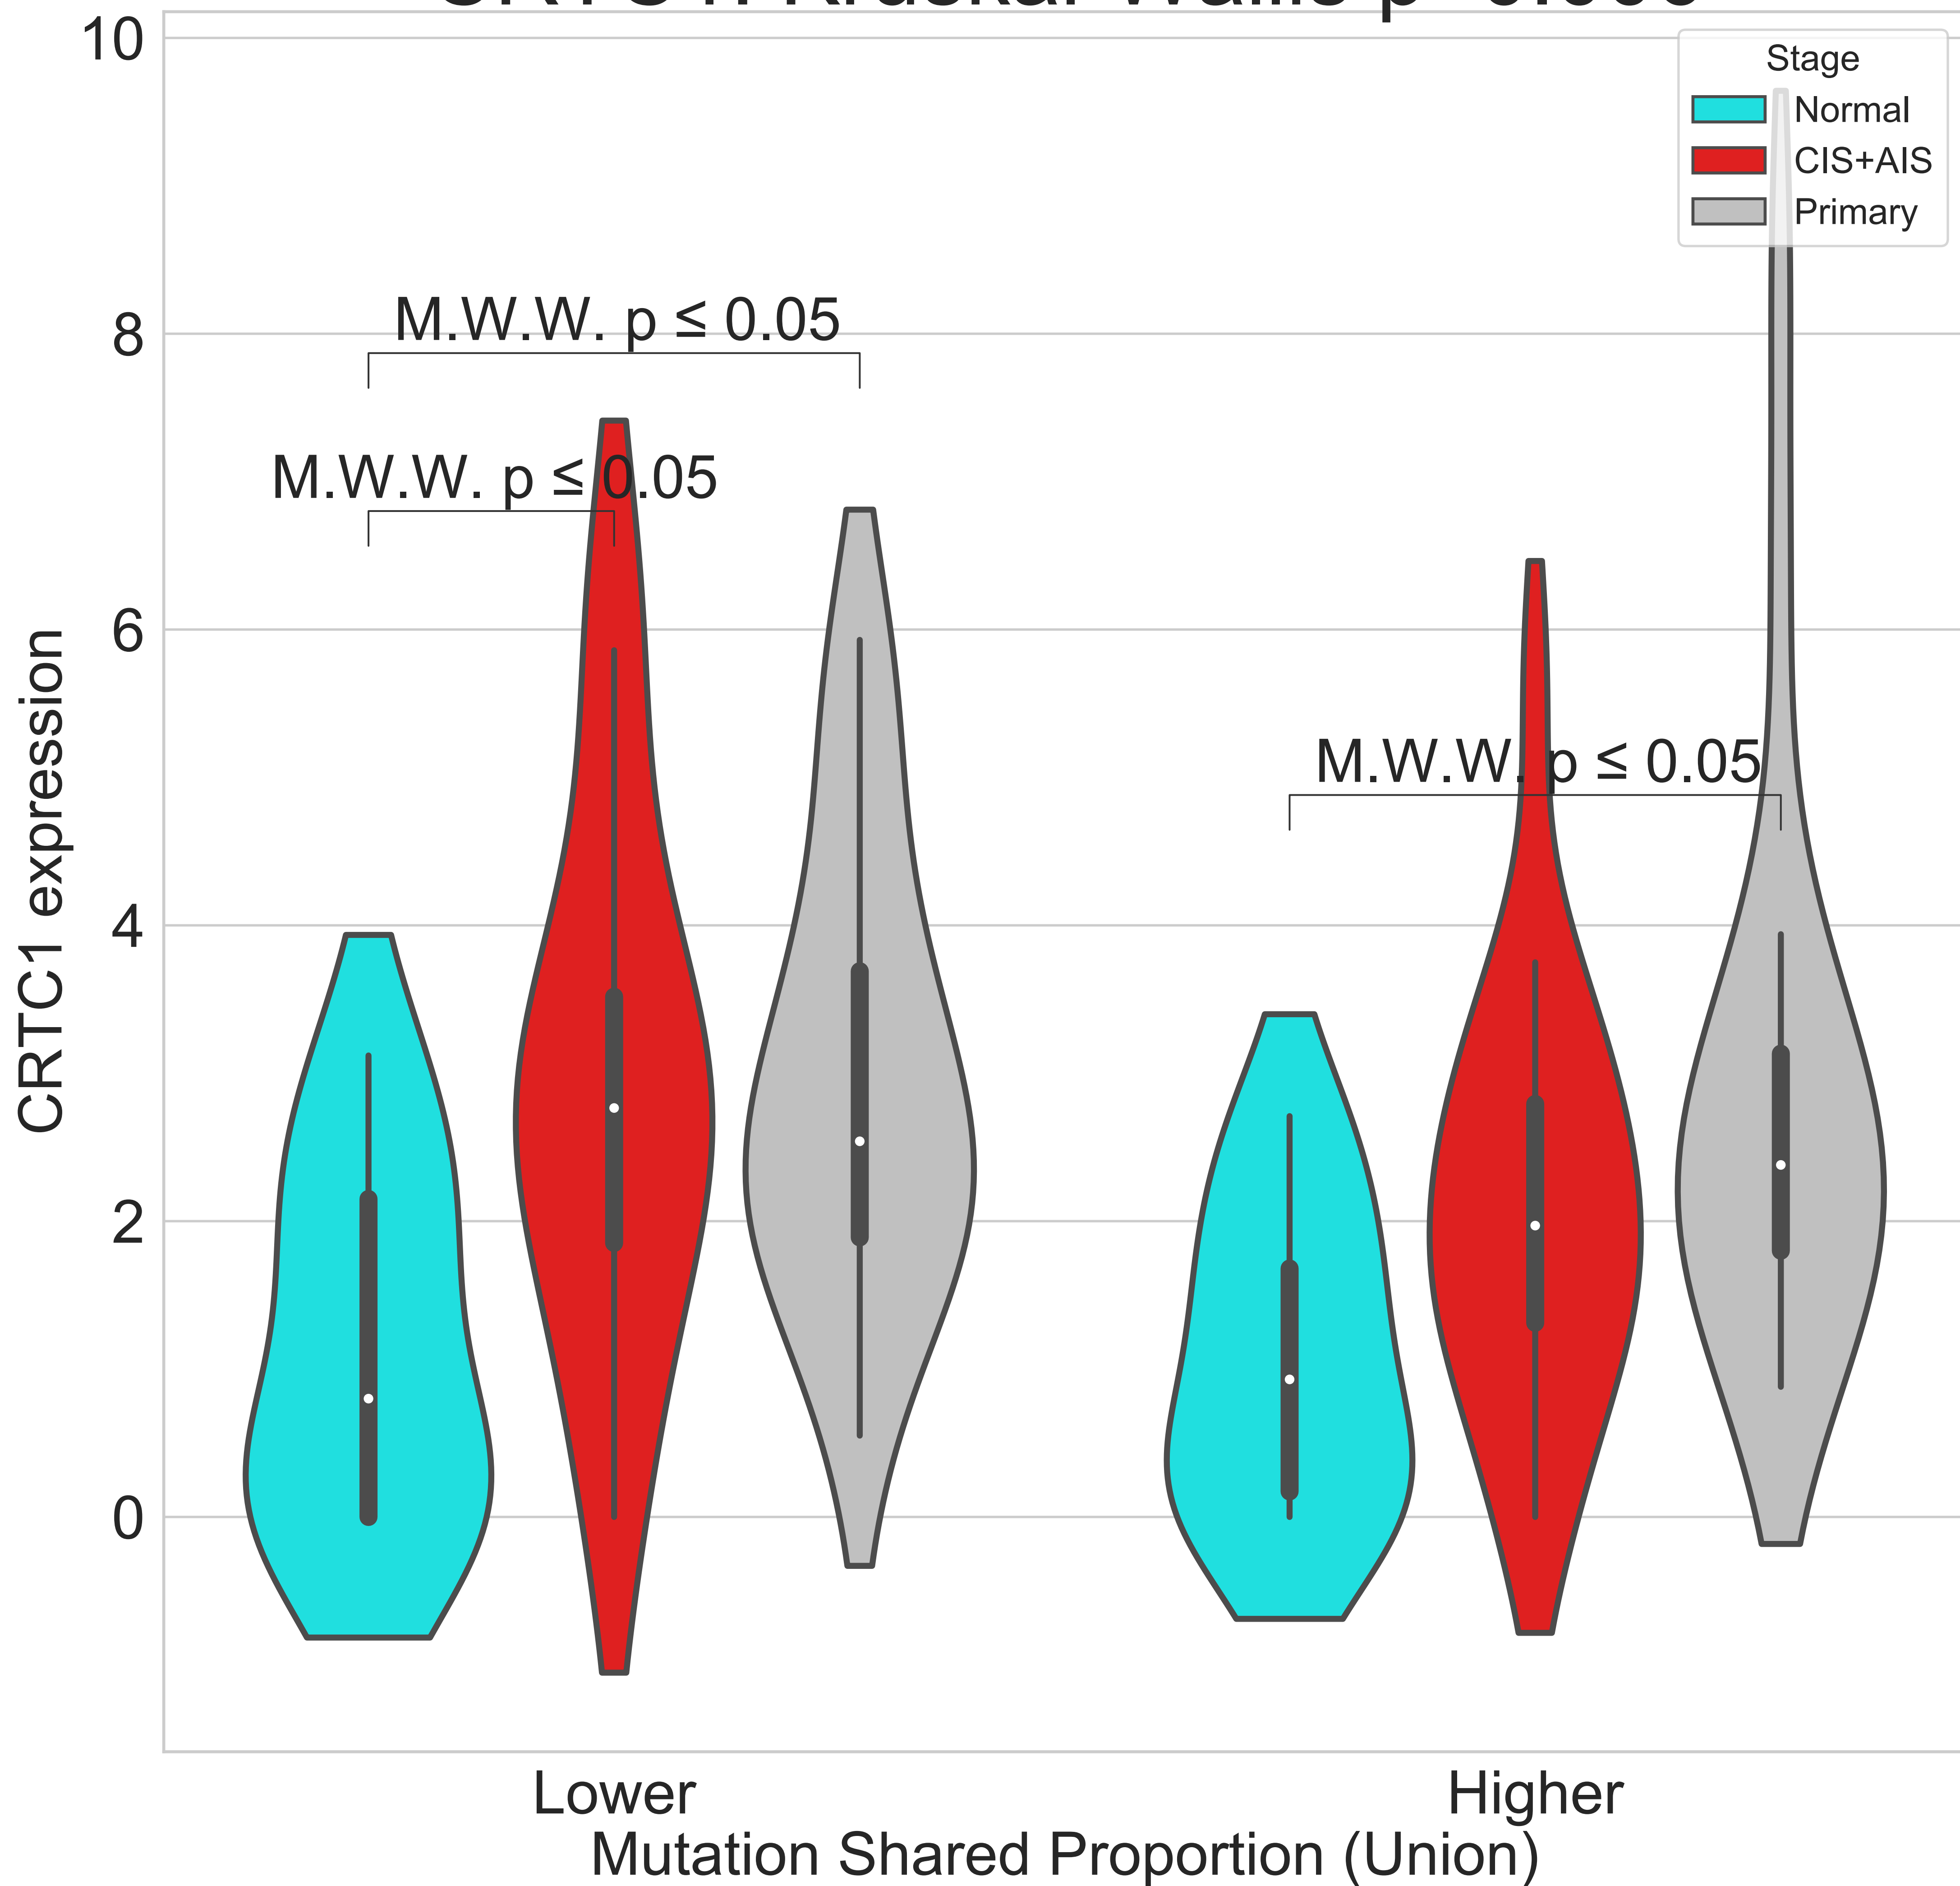 10
8
6
4
2
0
CRTC1 expression
Stage
Normal
CIS+AIS
Primary
M.W.W. p ≤ 0.05
M.W.W. p ≤ 0.05
M.W.W. p ≤ 0.05
Lower
Higher
Mutation Shared Proportion (Union)